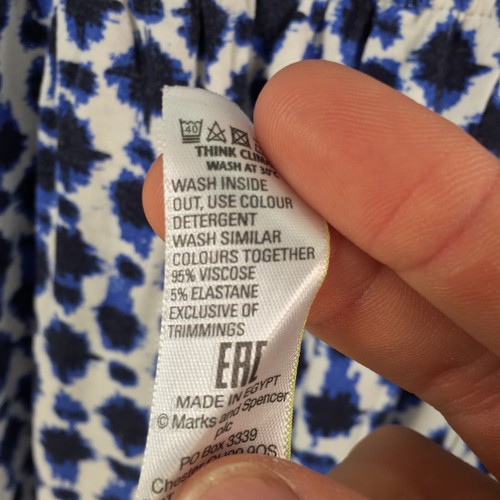 40
THINK CLIM
WASH AT 30°C
WASH INSIDE
OUT, USE COLOUR
DETERGENT
WASH SIMILAR
COLOURS TOGETHER
95% VISCOSE
5% ELASTANE
EXCLUSIVE OF
TRIMMINGS
EAC
MADE IN EGYPT
© Marks and Spencer
plc
PO Box 3339
Chester